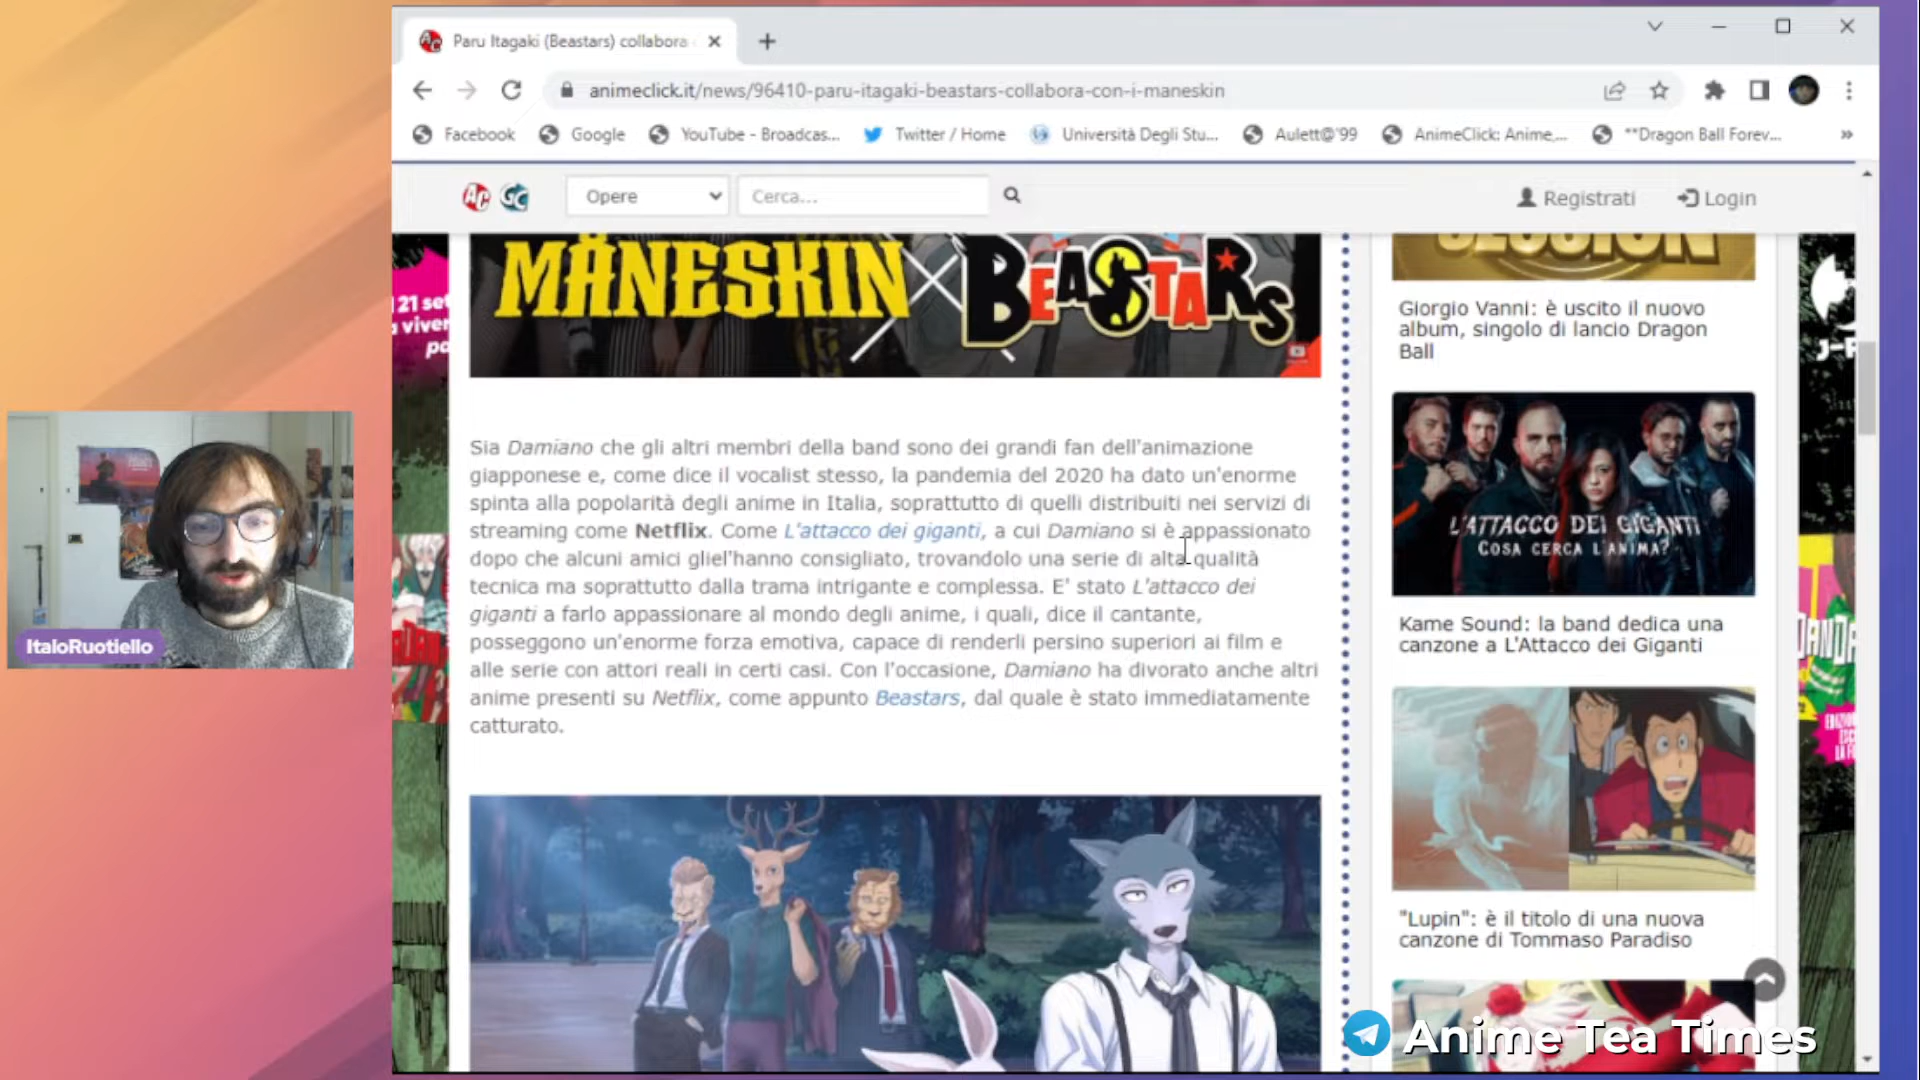 Paru Itagaki (Beastars) collabora
animeclick.it/news/96410-paru-itagaki-beastars-collabora-con-i-maneskin
Facebook
Google
YouTube - Broadcas...
Twitter / Home
Università Degli Stu...
Aulett@'99
AnimeClick: Anime,...
**Dragon Ball Forev...
»
AC
GC
Opere
Cerca...
Registrati
Login
21 set
a viver
pa
MÅNESKIN
BEASTARS
SESSION
Giorgio Vanni: è uscito il nuovo
album, singolo di lancio Dragon
Ball
Sia Damiano che gli altri membri della band sono dei grandi fan dell'animazione
giapponese e, come dice il vocalist stesso, la pandemia del 2020 ha dato un'enorme
spinta alla popolarità degli anime in Italia, soprattutto di quelli distribuiti nei servizi di
streaming come Netflix. Come L'attacco dei giganti, a cui Damiano si è appassionato
dopo che alcuni amici gliel'hanno consigliato, trovandolo una serie di alta qualità
tecnica ma soprattutto dalla trama intrigante e complessa. E' stato L'attacco dei
giganti a farlo appassionare al mondo degli anime, i quali, dice il cantante,
posseggono un'enorme forza emotiva, capace di renderli persino superiori ai film e
alle serie con attori reali in certi casi. Con l'occasione, Damiano ha divorato anche altri
anime presenti su Netflix, come appunto Beastars, dal quale è stato immediatamente
catturato.
L'ATTACCO DEI GIGANTI
COSA CERCA L'ANIMA?
Kame Sound: la band dedica una
canzone a L'Attacco dei Giganti
"Lupin": è il titolo di una nuova
canzone di Tommaso Paradiso
ItaloRuotiello
Anime Tea Times